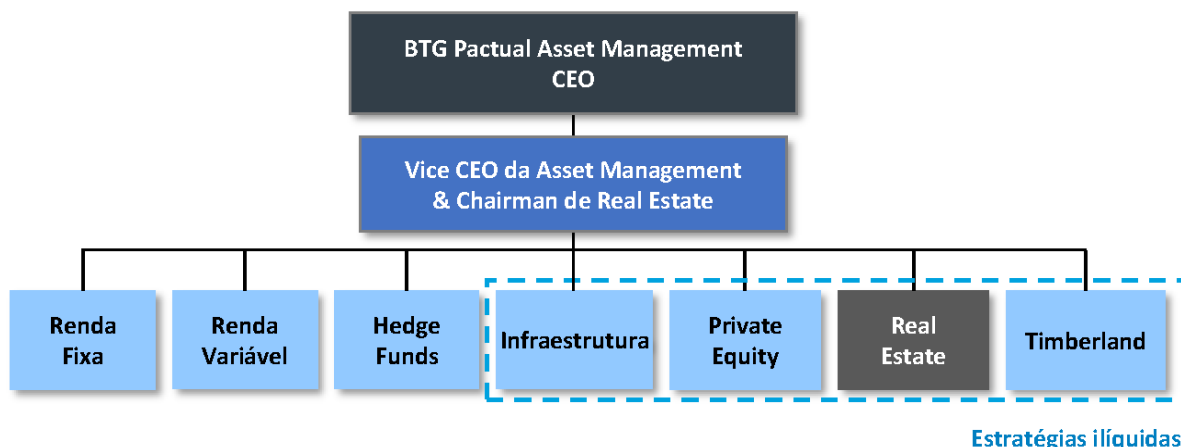 BTG Pactual Asset Management
CEO
Vice CEO da Asset Management
& Chairman de Real Estate
Renda
Fixa
Renda
Variável
Hedge
Funds
Infraestrutura
Private
Equity
Real
Estate
Timberland
Estratégias ilíquidas